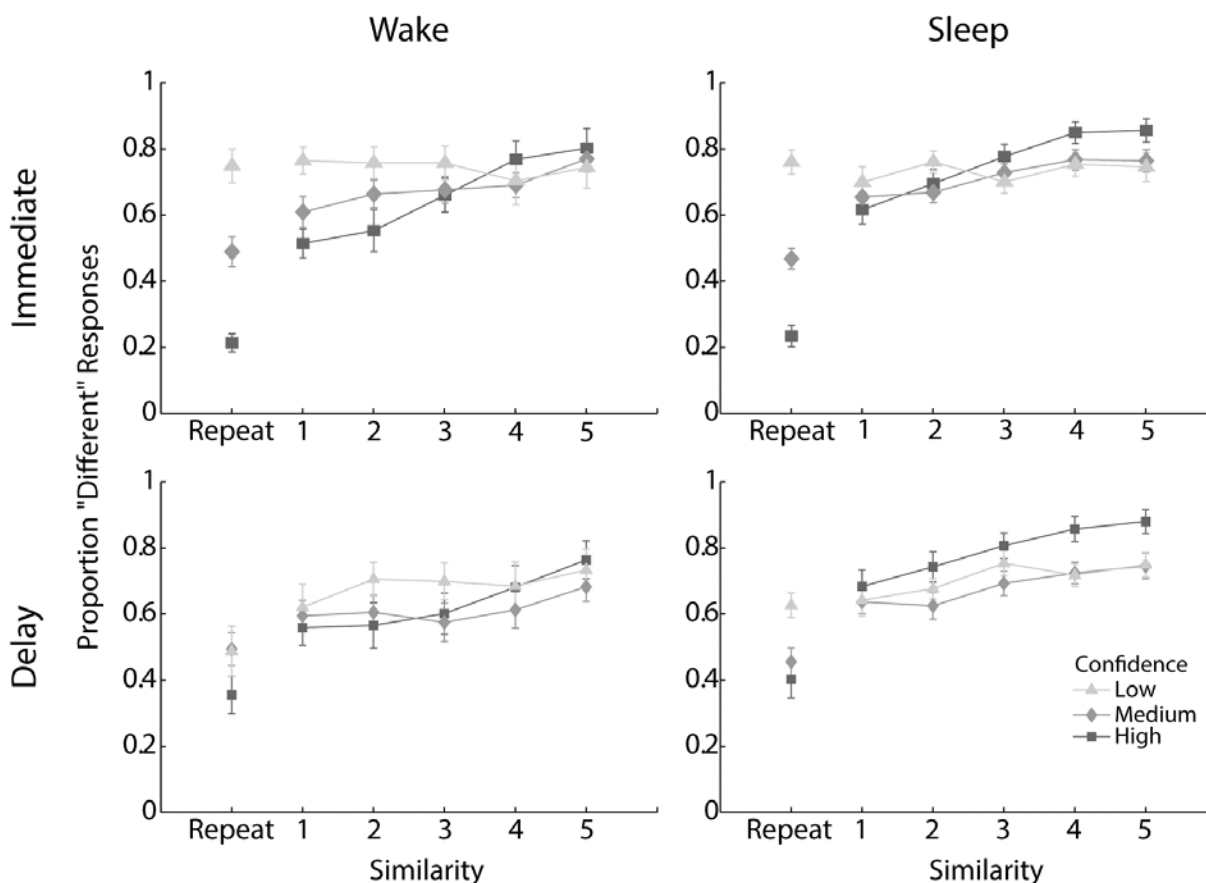 Wake
Sleep
Immediate
Delay
Proportion "Different" Responses
1
0.8
0.6
0.4
0.2
0
Repeat 1 2 3 4 5
1
0.8
0.6
0.4
0.2
0
Repeat 1 2 3 4 5
1
0.8
0.6
0.4
0.2
0
Repeat 1 2 3 4 5
Similarity
1
0.8
0.6
0.4
0.2
0
Confidence
Low
Medium
High
Repeat 1 2 3 4 5
Similarity